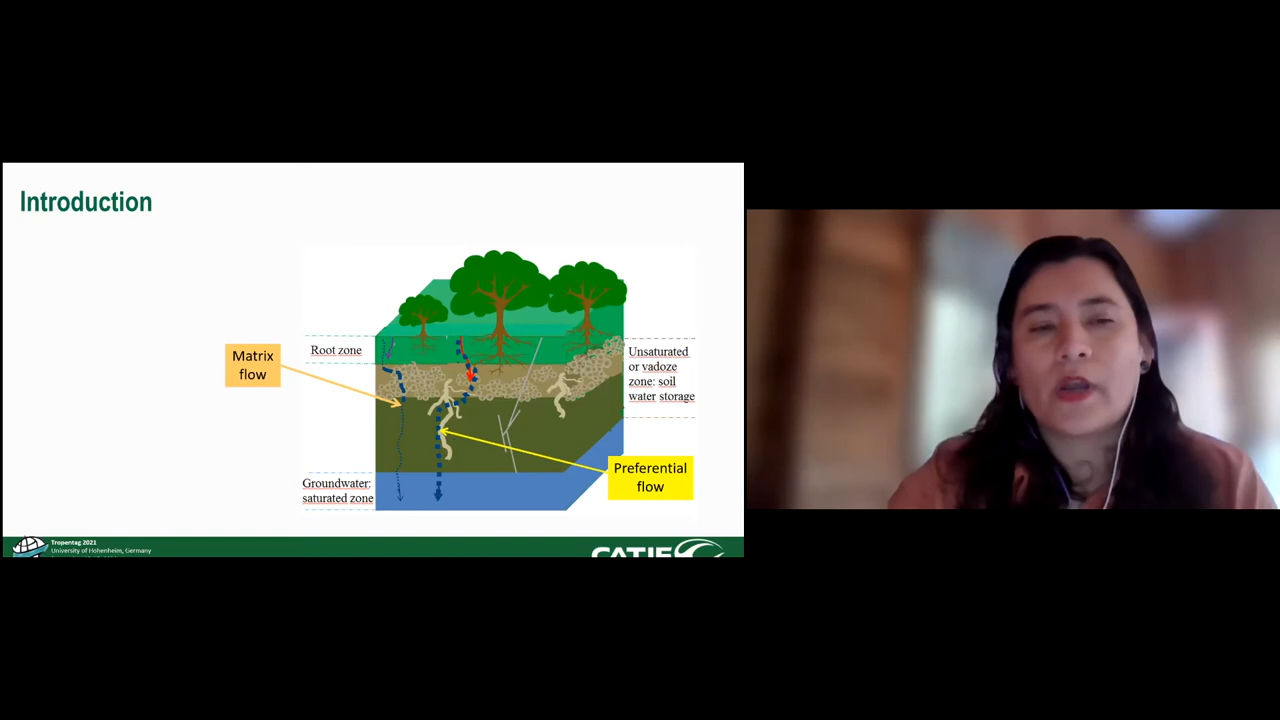 Introduction
Root zone
Matrix
flow
Unsaturated
or vadoze
zone: soil
water storage
Preferential
flow
Groundwater:
saturated zone
Tropentag 2021
University of Hohenheim, Germany
CATIE